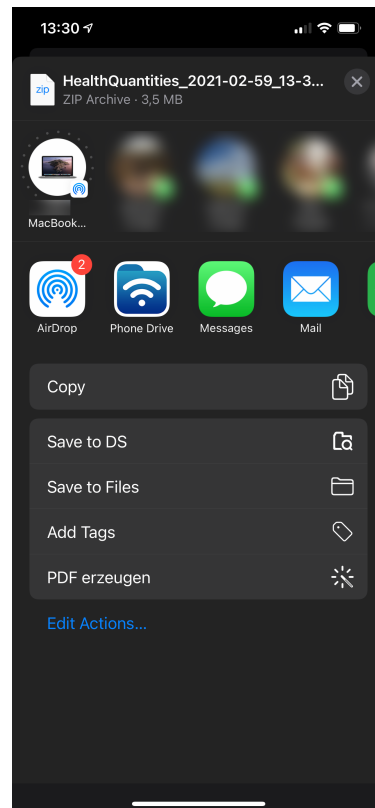 13:30
zip
HealthQuantities_2021-02-59_13-3...
ZIP Archive · 3,5 MB
MacBook...
2
AirDrop
Phone Drive
Messages
Mail
Copy
Save to DS
Save to Files
Add Tags
PDF erzeugen
Edit Actions...